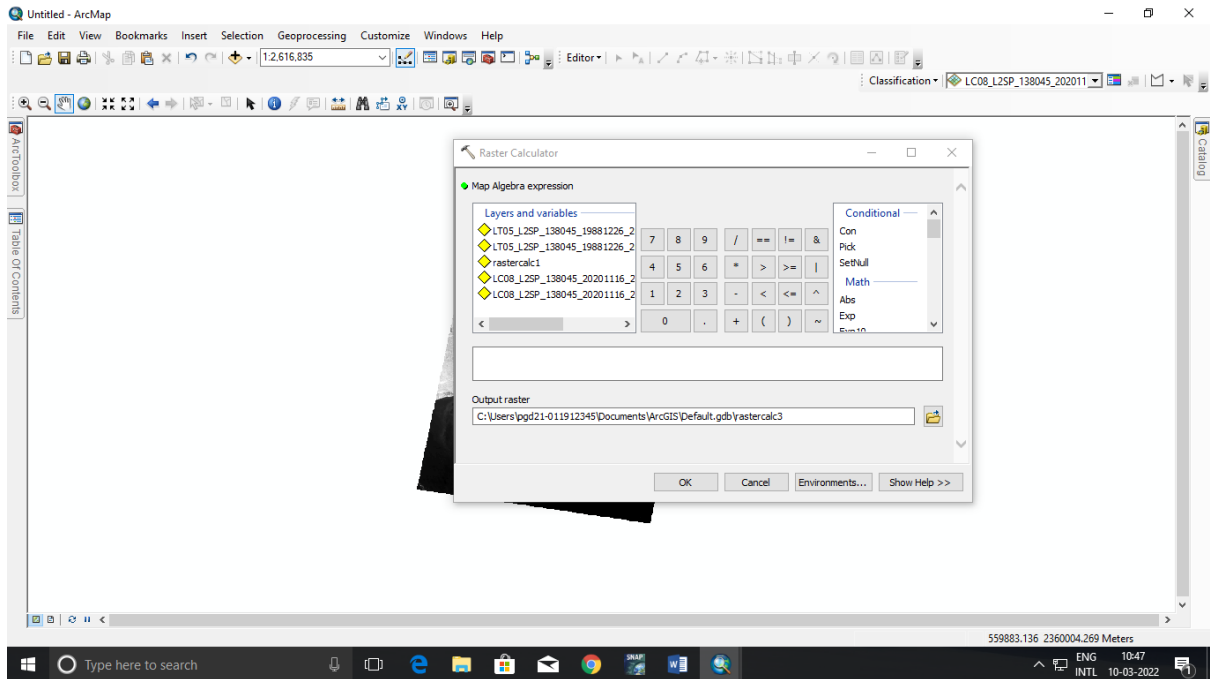 Untitled - ArcMap
File Edit View Bookmarks Insert Selection Geoprocessing Customize Windows Help
1:2,616,835 Editor
Classification LC08_L2SP_138045_202011
ArcToolbox
Table Of Contents
Catalog
Raster Calculator
Map Algebra expression
Layers and variables
LT05_L2SP_138045_19881226_2
LT05_L2SP_138045_19881226_2
rastercalc1
LC08_L2SP_138045_20201116_2
LC08_L2SP_138045_20201116_2
7 8 9 / == != &
4 5 6 * > >= |
1 2 3 - < <= ^
0 . + ( ) ~
Conditional
Con
Pick
SetNull
Math
Abs
Exp
Exp10
Output raster
C:\Users\pgd21-011912345\Documents\ArcGIS\Default.gdb\rastercalc3
OK Cancel Environments... Show Help >>
559883.136 2360004.269 Meters
Type here to search
SNAP
ENG 10:47
INTL 10-03-2022
1